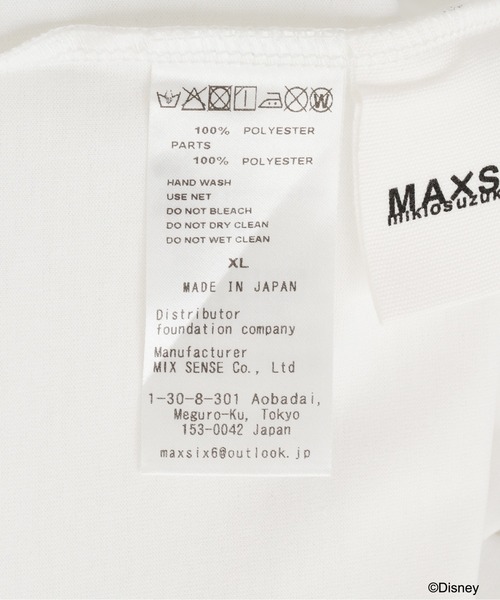 100% POLYESTER
PARTS
100% POLYESTER
HAND WASH
USE NET
DO NOT BLEACH
DO NOT DRY CLEAN
DO NOT WET CLEAN
XL
MADE IN JAPAN
Distributor
foundation company
Manufacturer
MIX SENSE Co., Ltd
1-30-8-301 Aobadai,
Meguro-Ku, Tokyo
153-0042 Japan
maxsix6@outlook.jp
MAXS
mikiosuzuk
©Disney